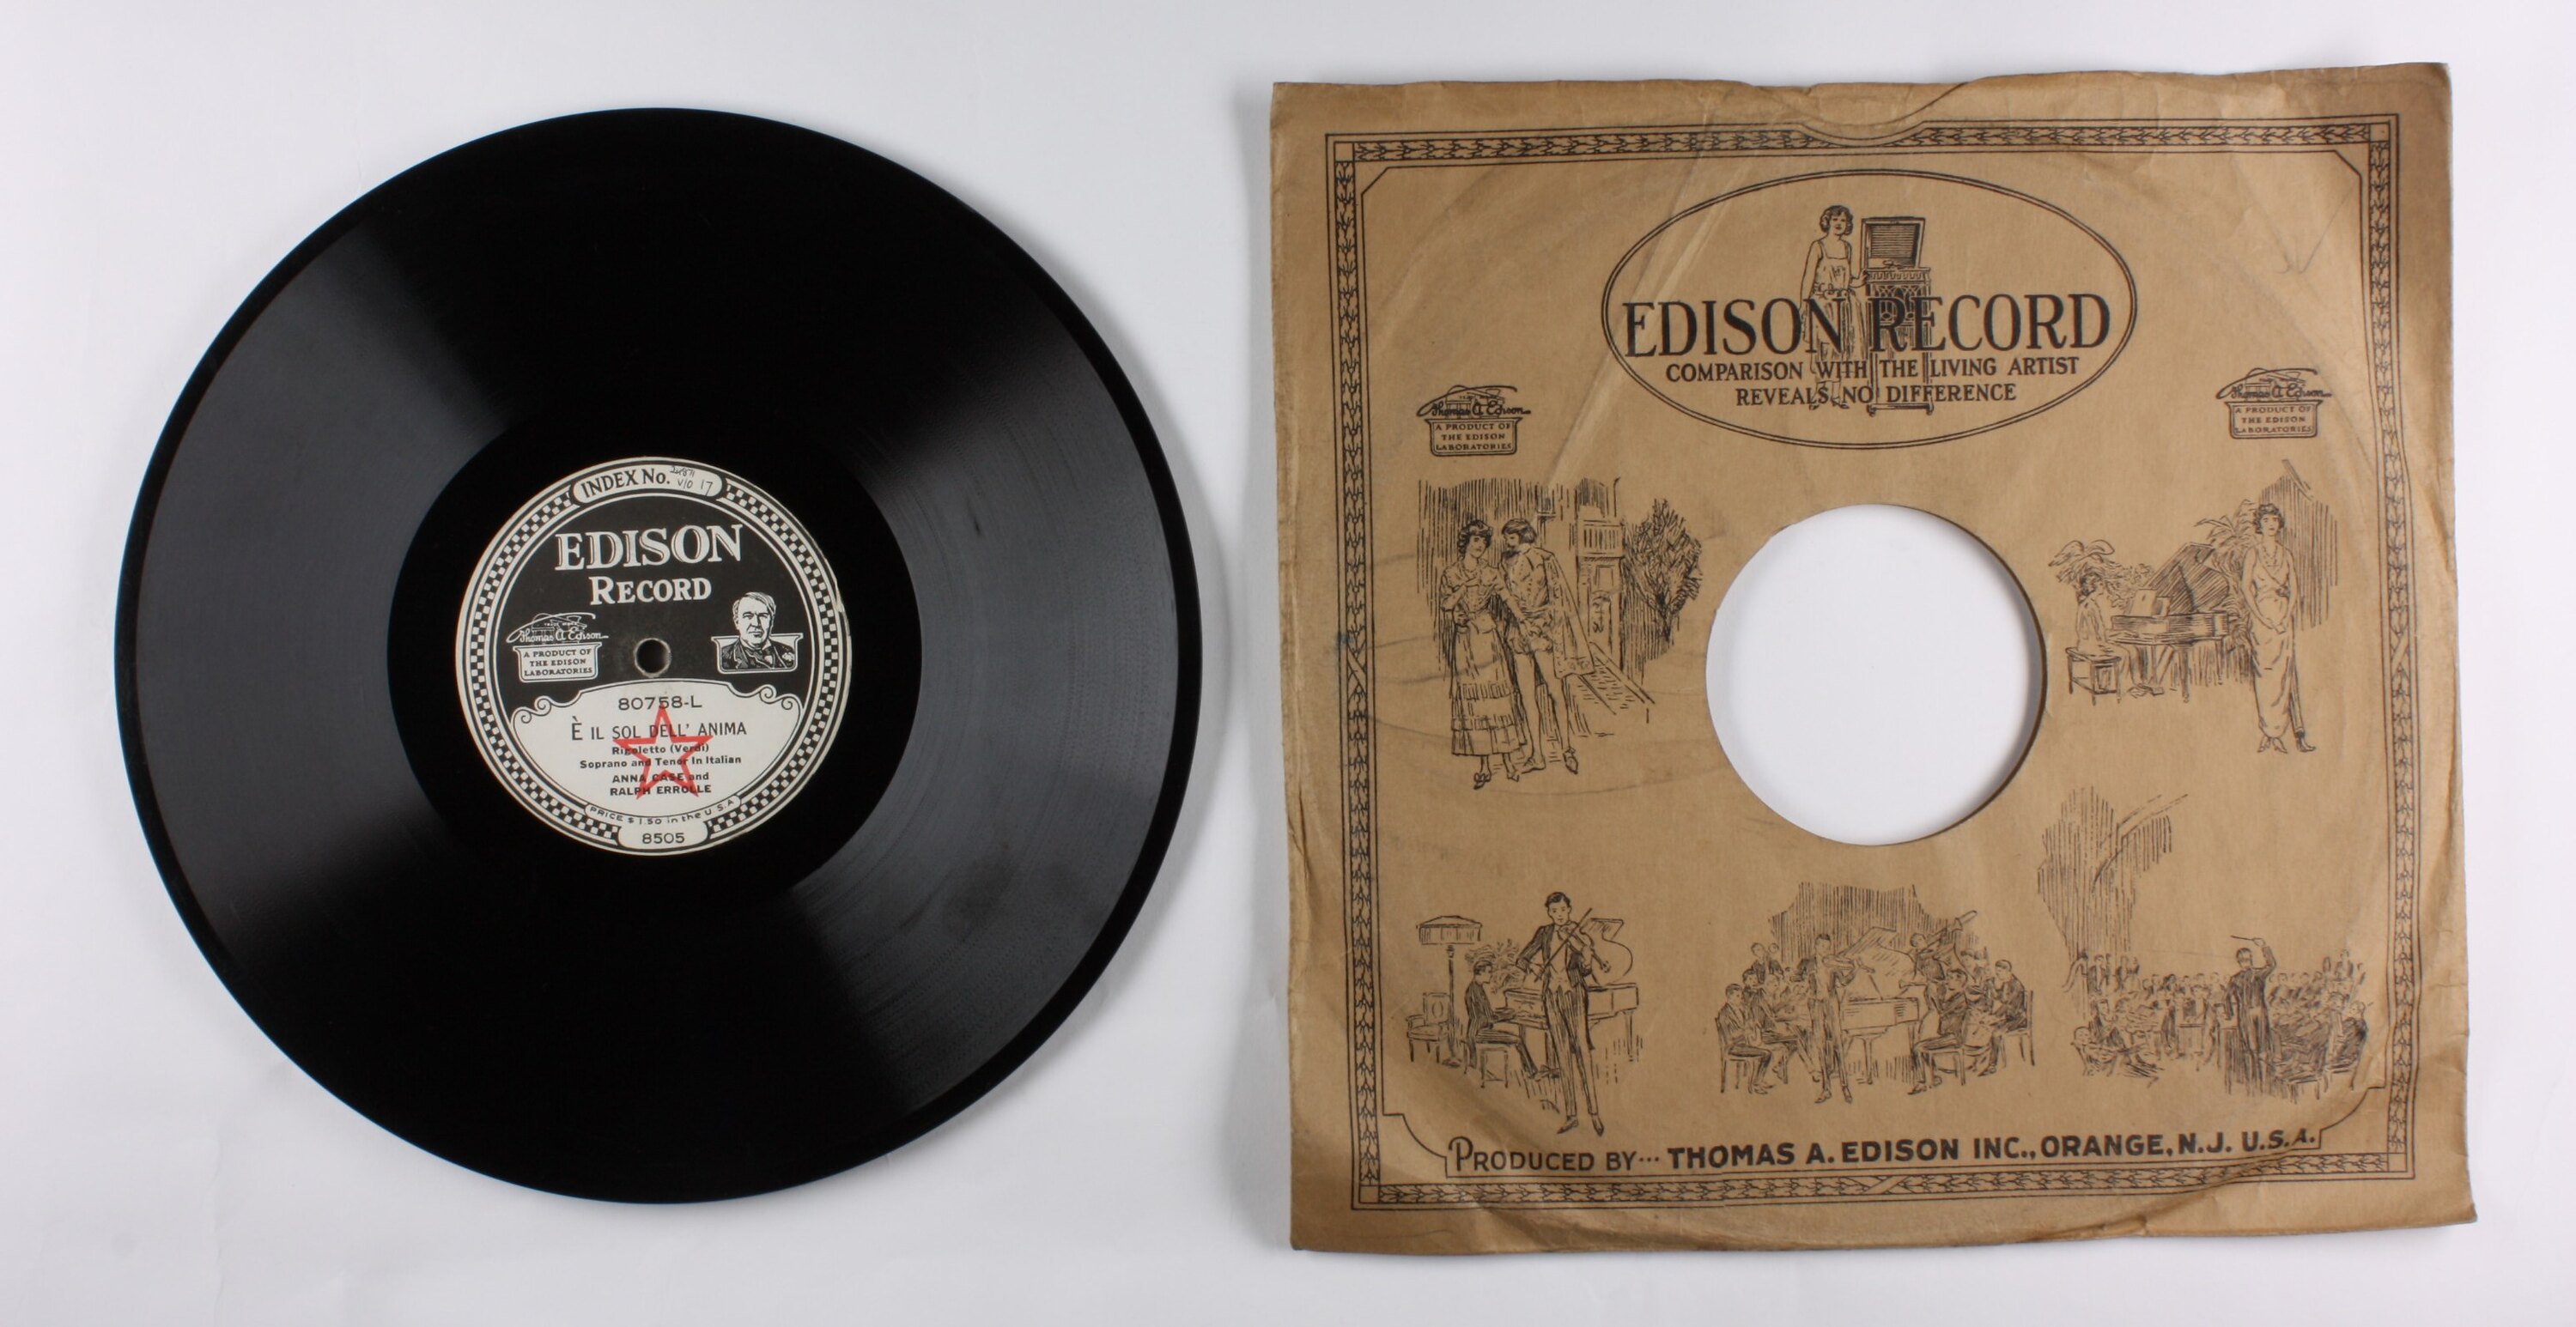 INDEX No.
17
EDISON
RECORD
TRADE MARK
Thomas A Edison
A PRODUCT OF
THE EDISON
LABORATORIES
80758-L
È IL SOL DELL' ANIMA
Rigoletto (Verdi)
Soprano and Tenor In Italian
ANNA CASE and
RALPH ERROLLE
PRICE $1.50 in the U S A
8505
EDISON RECORD
COMPARISON WITH THE LIVING ARTIST
REVEALS NO DIFFERENCE
Thomas A Edison
A PRODUCT OF
THE EDISON
LABORATORIES
Thomas A Edison
A PRODUCT OF
THE EDISON
LABORATORIES
PRODUCED BY... THOMAS A. EDISON INC., ORANGE, N.J. U.S.A.